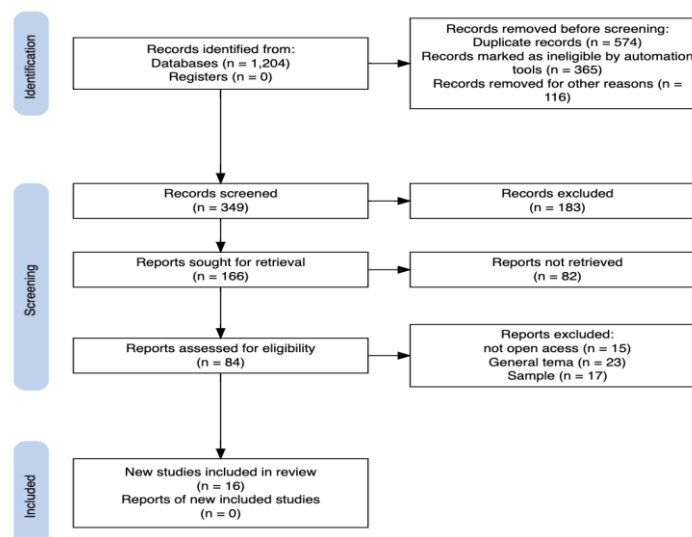 Identification
Records identified from:
Databases (n = 1,204)
Registers (n = 0)
Records removed before screening:
Duplicate records (n = 574)
Records marked as ineligible by automation
tools (n = 365)
Records removed for other reasons (n =
116)
Screening
Records screened
(n = 349)
Records excluded
(n = 183)
Reports sought for retrieval
(n = 166)
Reports not retrieved
(n = 82)
Reports assessed for eligibility
(n = 84)
Reports excluded:
not open acess (n = 15)
General tema (n = 23)
Sample (n = 17)
Included
New studies included in review
(n = 16)
Reports of new included studies
(n = 0)